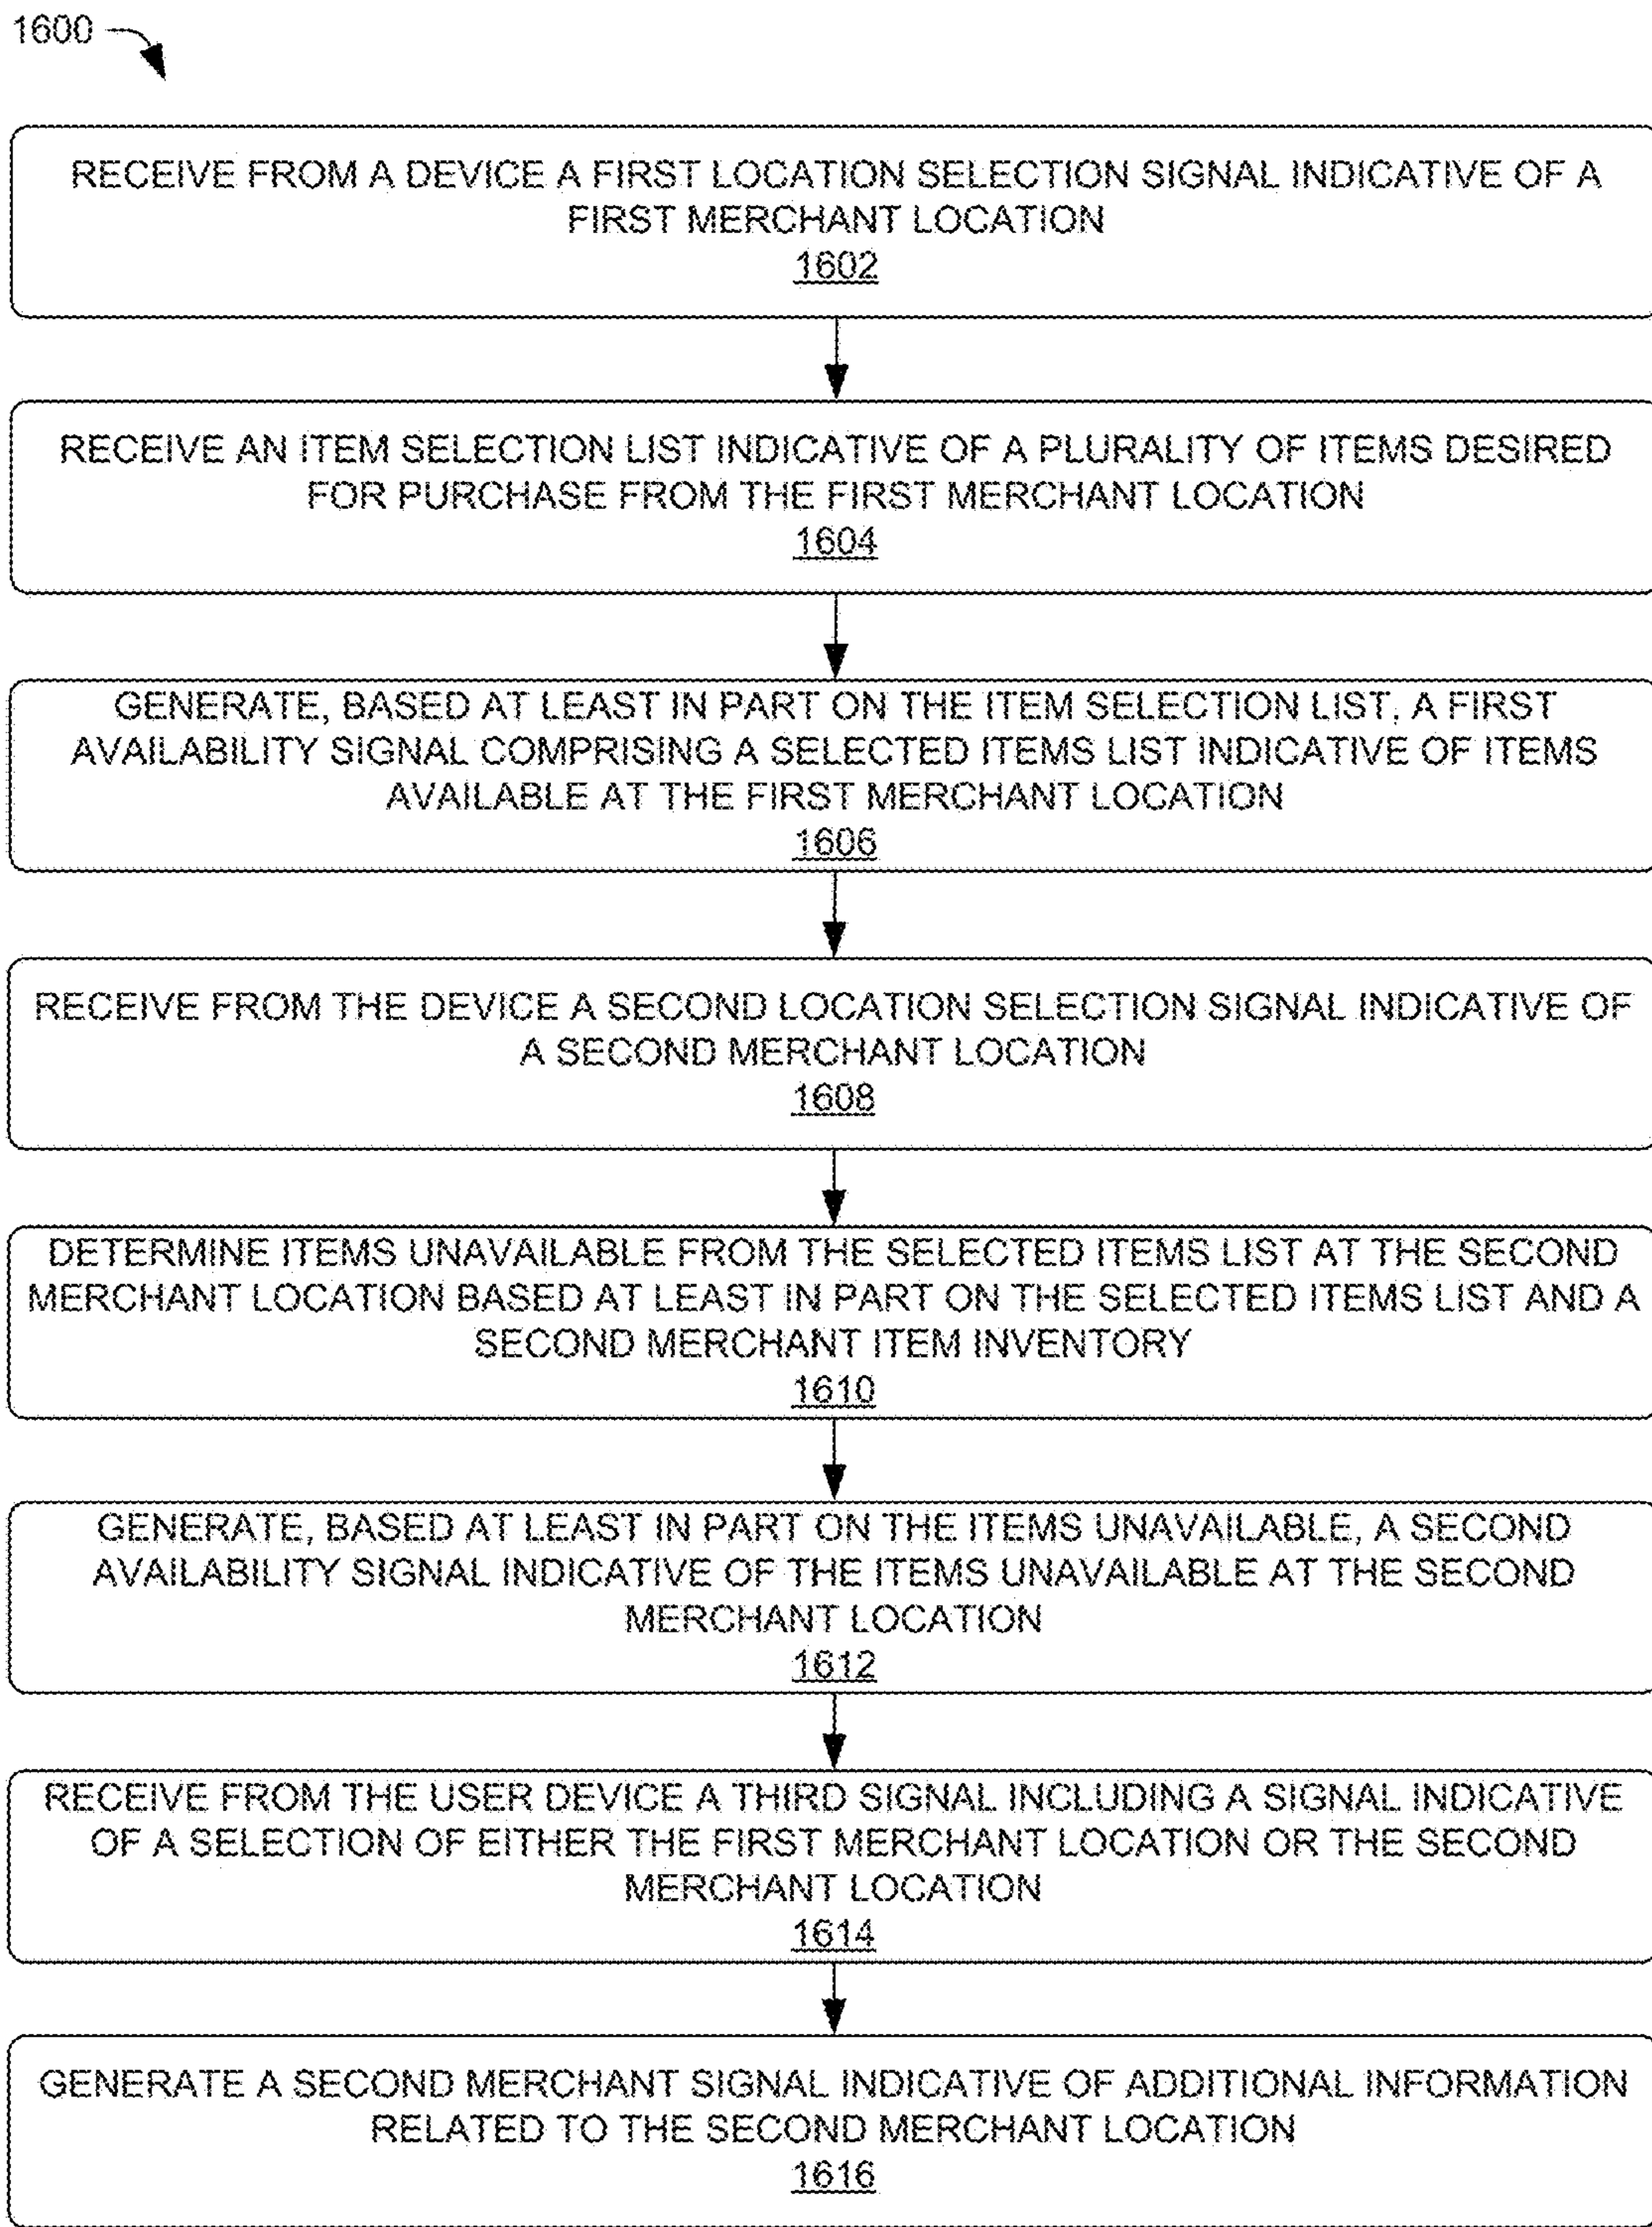 1600
RECEIVE FROM A DEVICE A FIRST LOCATION SELECTION SIGNAL INDICATIVE OF A
FIRST MERCHANT LOCATION
1602
RECEIVE AN ITEM SELECTION LIST INDICATIVE OF A PLURALITY OF ITEMS DESIRED
FOR PURCHASE FROM THE FIRST MERCHANT LOCATION
1604
GENERATE, BASED AT LEAST IN PART ON THE ITEM SELECTION LIST, A FIRST
AVAILABILITY SIGNAL COMPRISING A SELECTED ITEMS LIST INDICATIVE OF ITEMS
AVAILABLE AT THE FIRST MERCHANT LOCATION
1606
RECEIVE FROM THE DEVICE A SECOND LOCATION SELECTION SIGNAL INDICATIVE OF
A SECOND MERCHANT LOCATION
1608
DETERMINE ITEMS UNAVAILABLE FROM THE SELECTED ITEMS LIST AT THE SECOND
MERCHANT LOCATION BASED AT LEAST IN PART ON THE SELECTED ITEMS LIST AND A
SECOND MERCHANT ITEM INVENTORY
1610
GENERATE, BASED AT LEAST IN PART ON THE ITEMS UNAVAILABLE, A SECOND
AVAILABILITY SIGNAL INDICATIVE OF THE ITEMS UNAVAILABLE AT THE SECOND
MERCHANT LOCATION
1612
RECEIVE FROM THE USER DEVICE A THIRD SIGNAL INCLUDING A SIGNAL INDICATIVE
OF A SELECTION OF EITHER THE FIRST MERCHANT LOCATION OR THE SECOND
MERCHANT LOCATION
1614
GENERATE A SECOND MERCHANT SIGNAL INDICATIVE OF ADDITIONAL INFORMATION
RELATED TO THE SECOND MERCHANT LOCATION
1616